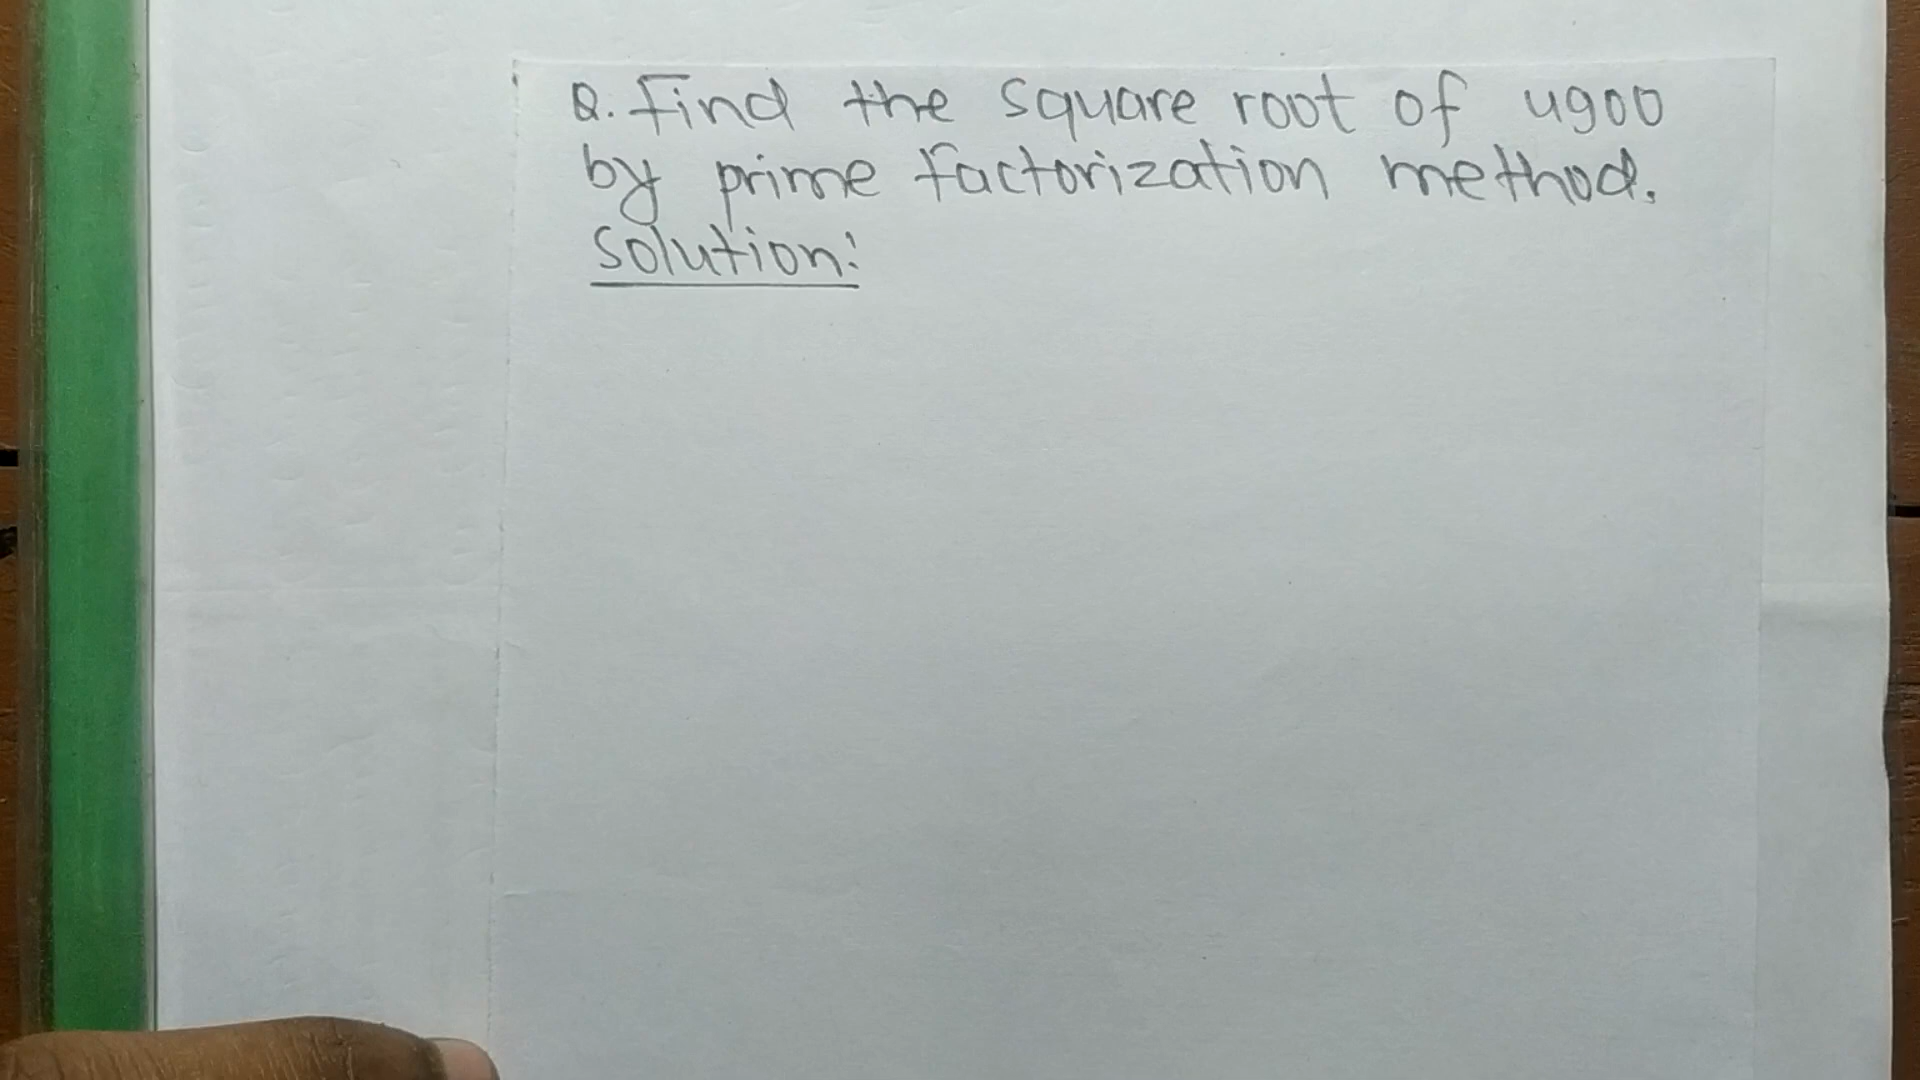 Q. Find the square root of 4900
by prime factorization method.
Solution: